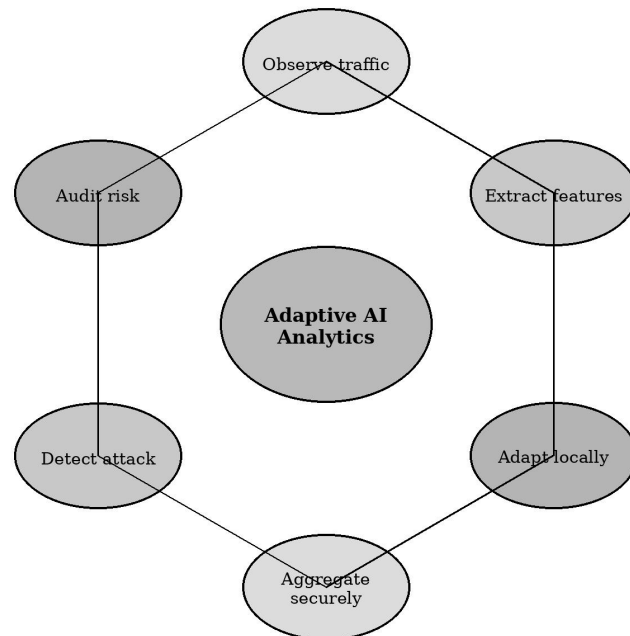 Observe traffic
Audit risk
Extract features
Adaptive AI
Analytics
Detect attack
Adapt locally
Aggregate
securely